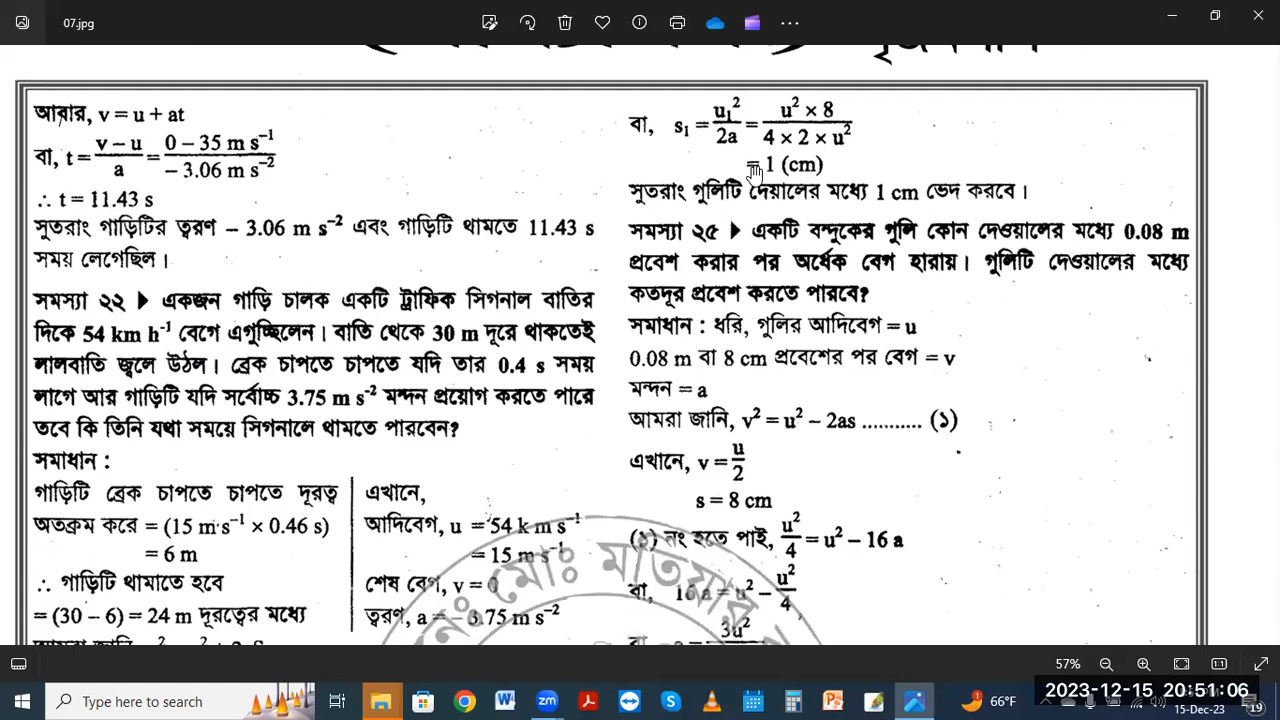 07.jpg
আবার, v = u + at
বা, t = v – u / a = 0 – 35 m s⁻¹ / – 3.06 m s⁻²
∴ t = 11.43 s
সুতরাং গাড়িটির ত্বরণ – 3.06 m s⁻² এবং গাড়িটি থামতে 11.43 s
সময় লেগেছিল।
সমস্যা ২২ ▶ একজন গাড়ি চালক একটি ট্রাফিক সিগনাল বাতির
দিকে 54 km h⁻¹ বেগে এগুচ্ছিলেন। বাতি থেকে 30 m দূরে থাকতেই
লালবাতি জ্বলে উঠল। ব্রেক চাপতে চাপতে যদি তার 0.4 s সময়
লাগে আর গাড়িটি যদি সর্বোচ্চ 3.75 m s⁻² মন্দন প্রয়োগ করতে পারে
তবে কি তিনি যথা সময়ে সিগনালে থামতে পারবেন?
সমাধান :
গাড়িটি ব্রেক চাপতে চাপতে দূরত্ব
অতক্রম করে = (15 m s⁻¹ × 0.46 s)
= 6 m
∴ গাড়িটি থামাতে হবে
= (30 – 6) = 24 m দূরত্বের মধ্যে
এখানে,
আদিবেগ, u = 54 k m s⁻¹
= 15 m s⁻¹
শেষ বেগ, v = 0
ত্বরণ, a = – 3.75 m s⁻²
বা, s₁ = u₁² / 2a = u² × 8 / 4 × 2 × u²
= 1 (cm)
সুতরাং গুলিটি দেয়ালের মধ্যে 1 cm ভেদ করবে।
সমস্যা ২৫ ▶ একটি বন্দুকের গুলি কোন দেওয়ালের মধ্যে 0.08 m
প্রবেশ করার পর অর্ধেক বেগ হারায়। গুলিটি দেওয়ালের মধ্যে
কতদূর প্রবেশ করতে পারবে?
সমাধান : ধরি, গুলির আদিবেগ = u
0.08 m বা 8 cm প্রবেশের পর বেগ = v
মন্দন = a
আমরা জানি, v² = u² – 2as ........... (১)
এখানে, v = u / 2
s = 8 cm
(১) নং হতে পাই, u² / 4 = u² – 16 a
বা, 16 a = u² – u² / 4
3u²
মোঃ মতিয়ার
57%
Type here to search
66°F
2023-12-15 20:51:06
15-Dec-23
19